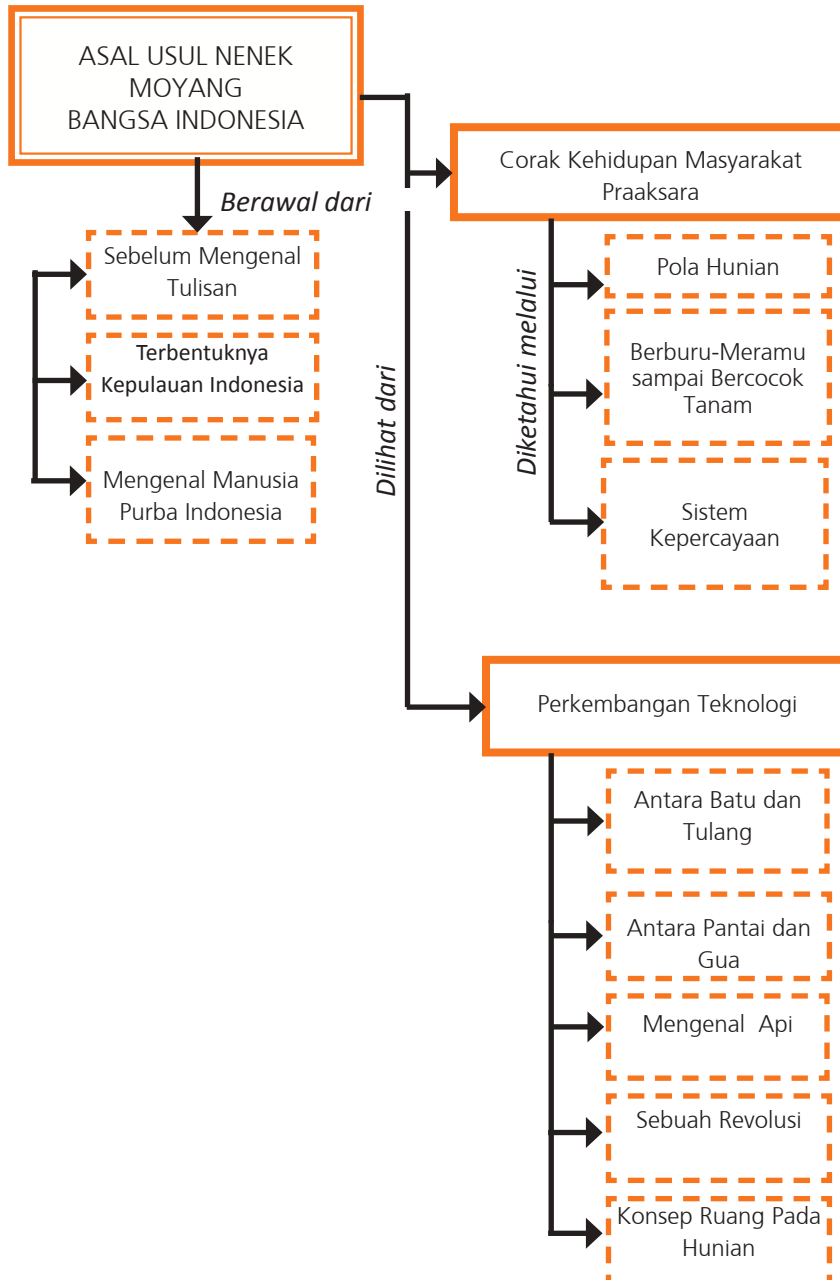 ASAL USUL NENEK
MOYANG
BANGSA INDONESIA
Berawal dari
Sebelum Mengenal
Tulisan
Terbentuknya
Kepulauan Indonesia
Mengenal Manusia
Purba Indonesia
Dilihat dari
Corak Kehidupan Masyarakat
Praaksara
Diketahui melalui
Pola Hunian
Berburu-Meramu
sampai Bercocok
Tanam
Sistem
Kepercayaan
Perkembangan Teknologi
Antara Batu dan
Tulang
Antara Pantai dan
Gua
Mengenal Api
Sebuah Revolusi
Konsep Ruang Pada
Hunian